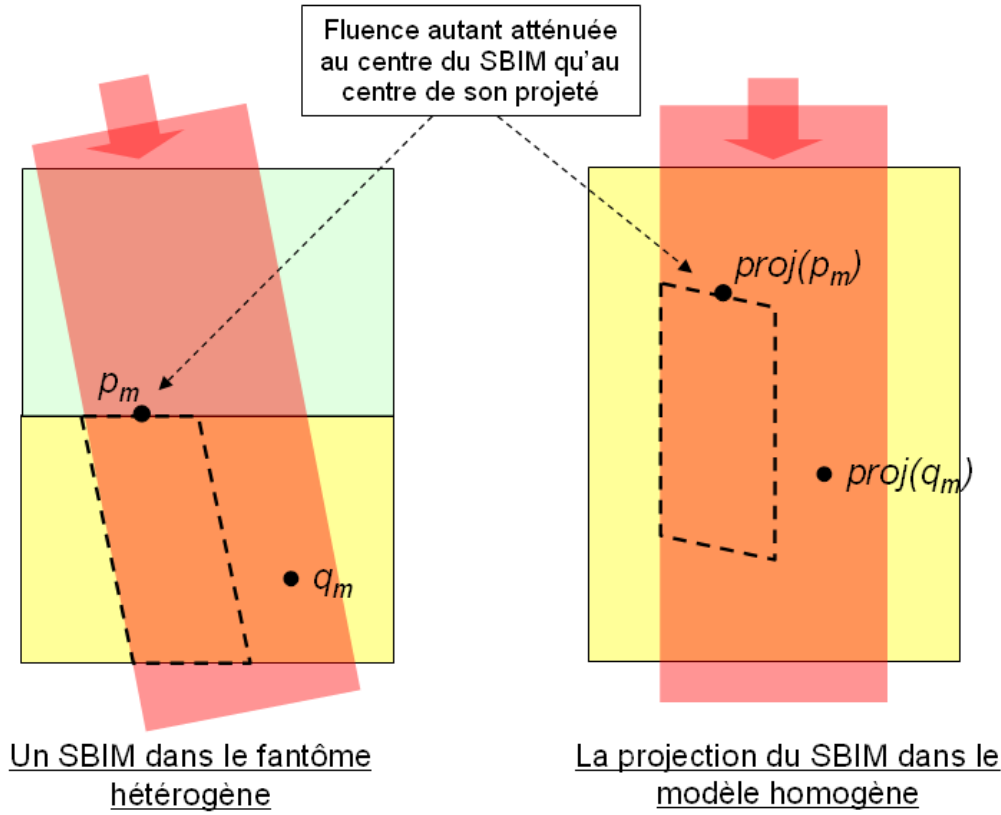 Fluence autant atténuée
au centre du SBIM qu'au
centre de son projeté
p_m
proj(p_m)
q_m
proj(q_m)
Un SBIM dans le fantôme
hétérogène
La projection du SBIM dans le
modèle homogène